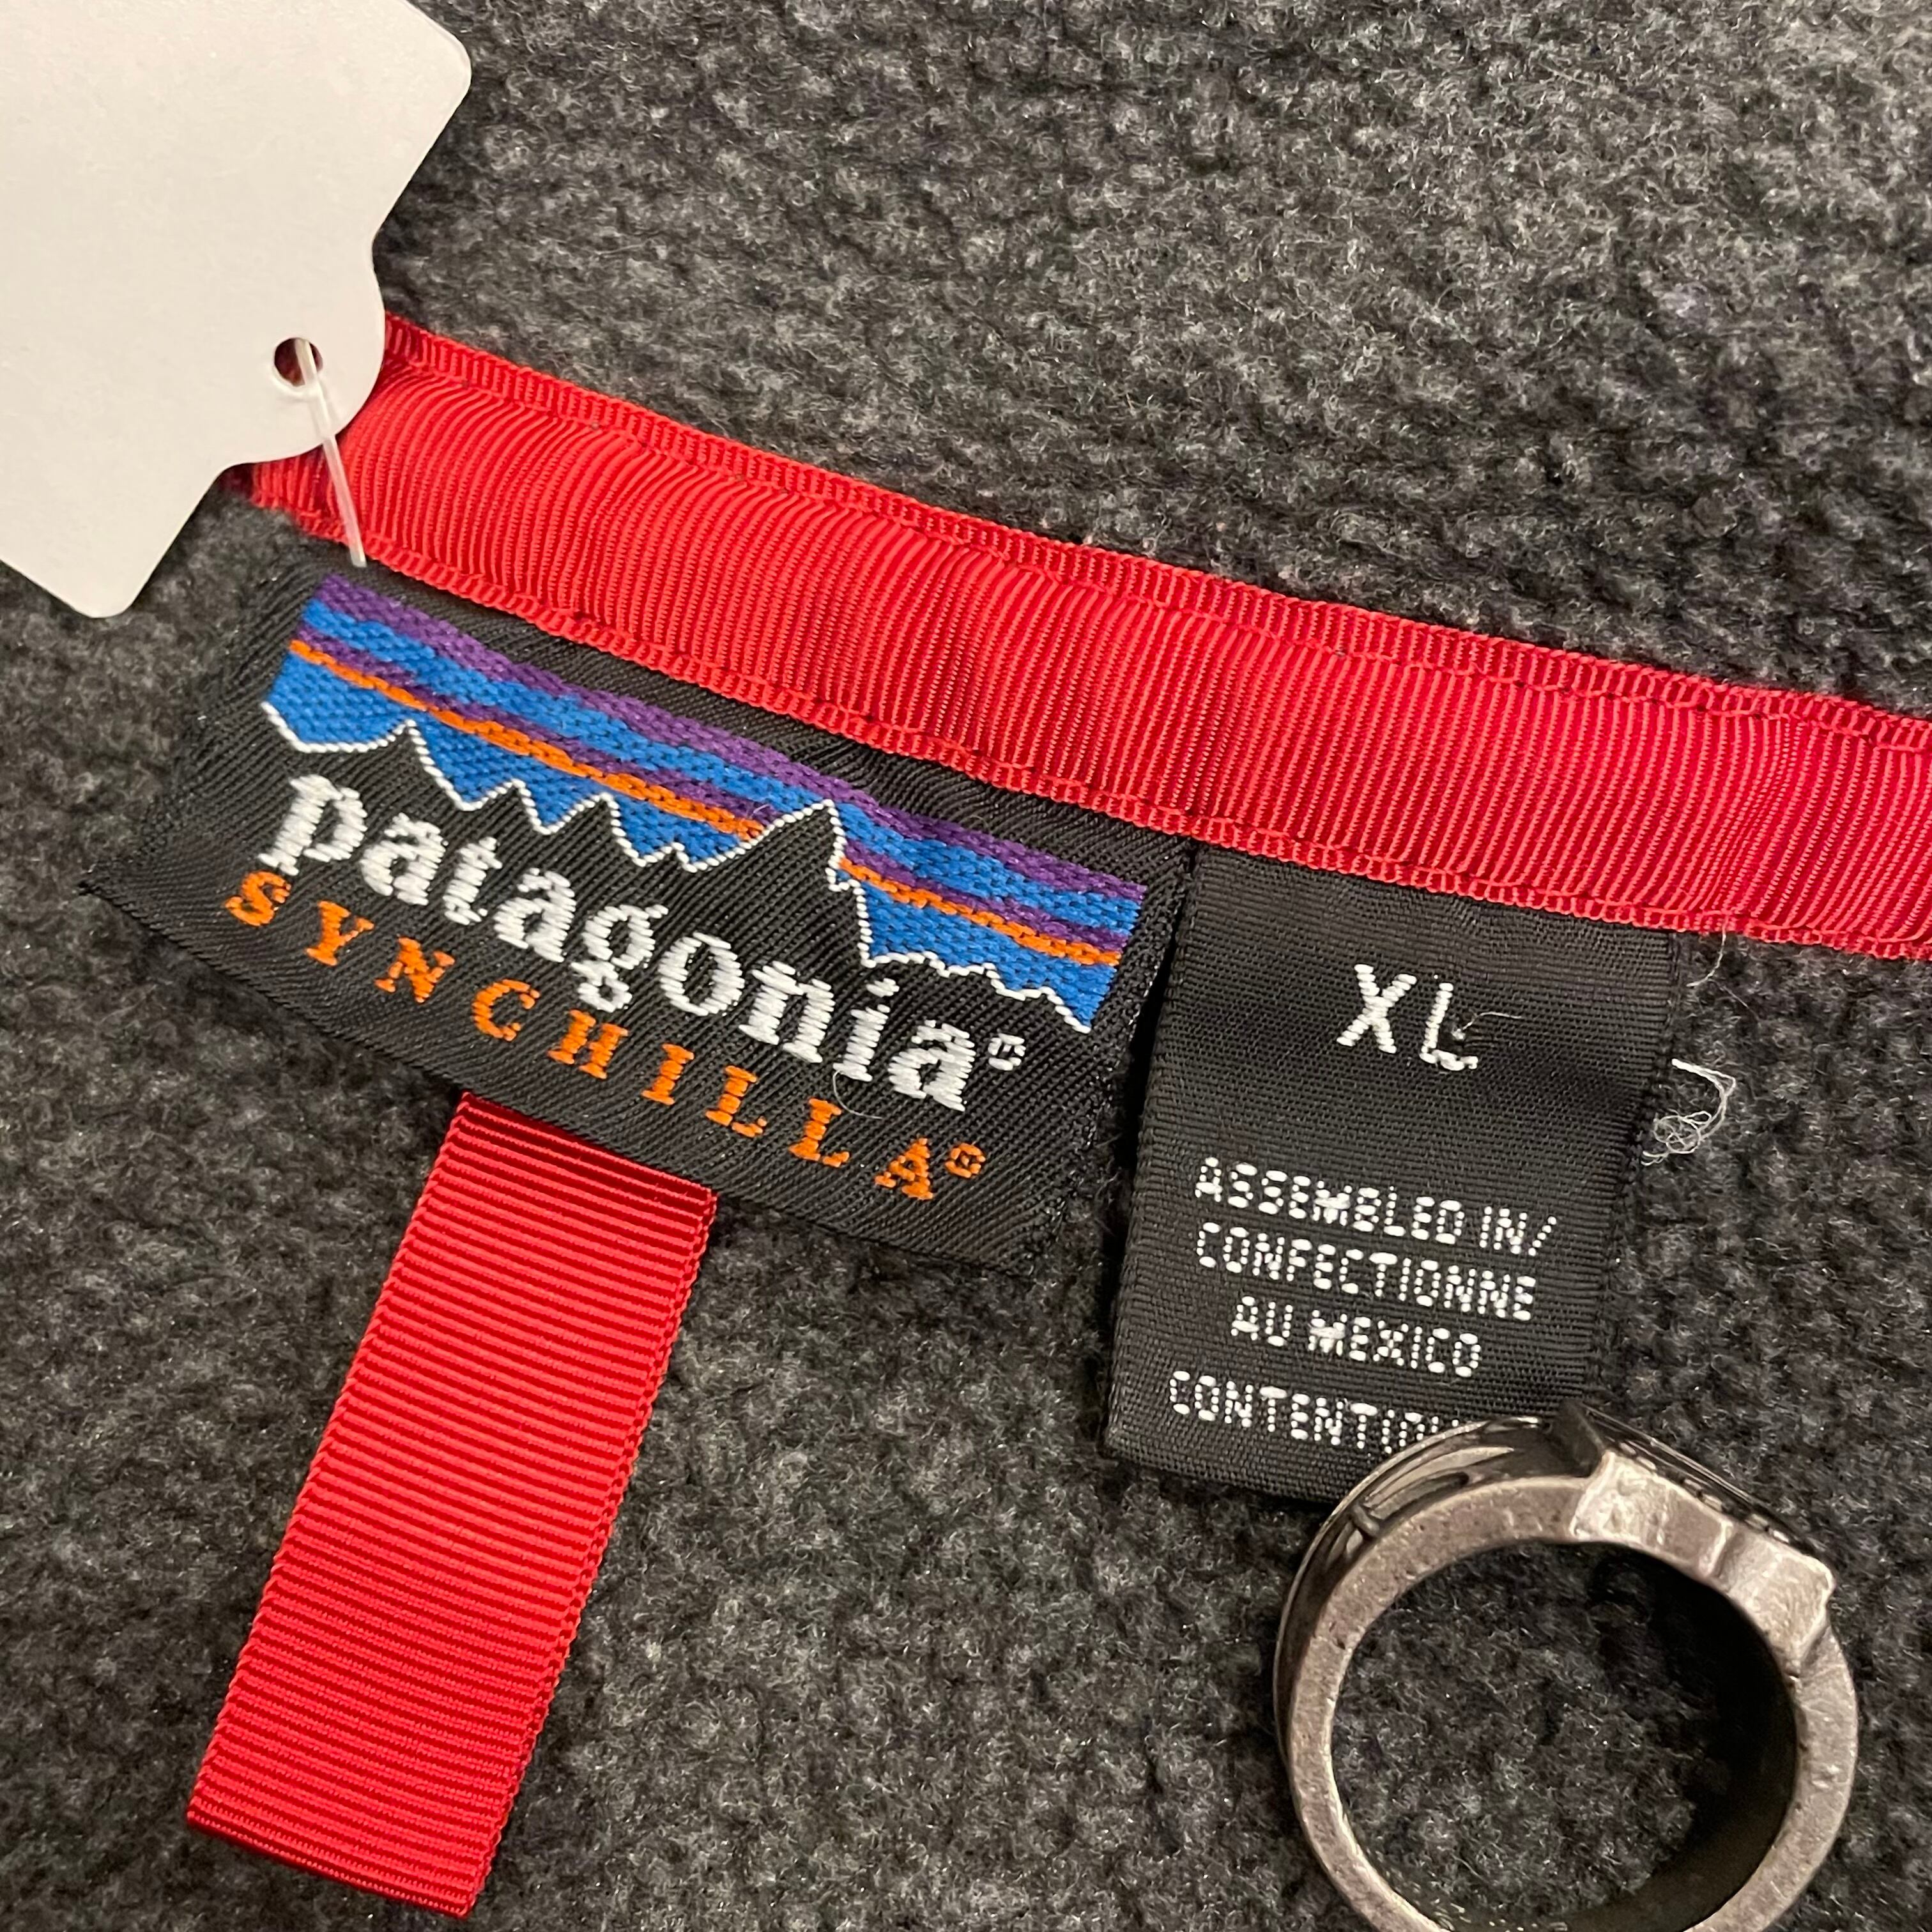 patagonia®
SYNCHILLA®
XL
ASSEMBLED IN/
CONFECTIONNE
AU MEXICO